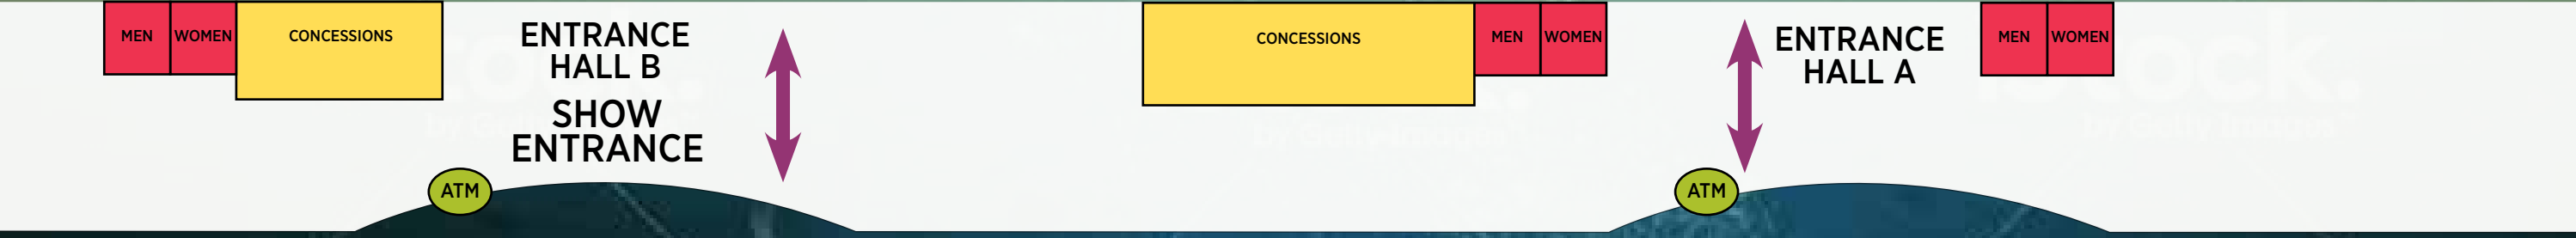 MEN
WOMEN
CONCESSIONS
ENTRANCE
HALL B
SHOW
ENTRANCE
ATM
CONCESSIONS
MEN
WOMEN
ATM
ENTRANCE
HALL A
MEN
WOMEN